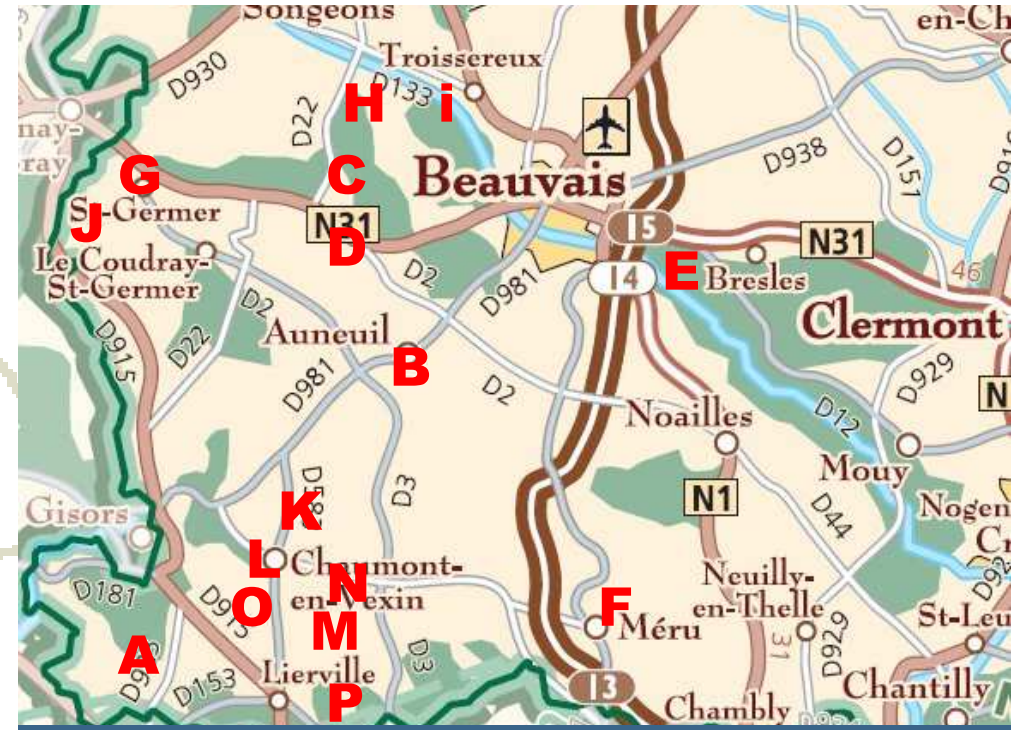 Songeons
en-Ch
Troissereux
D930
D133
H
i
D22
nay-
ray
G
C
Beauvais
D938
D151
St-Germer
J
N31
D
15
N31
Le Coudray-
St-Germer
D2
D981
14
E
Bresles
46
D2
Auneuil
Clermont
D915
D22
D981
B
D2
D929
N
Noailles
D12
Mouy
Gisors
K
D3
N1
D44
Nogen
L
Chaumont-
en-Vexin
N
Neuilly-
en-Thelle
Cr
D181
D915
O
M
F
Méru
31
D929
St-Leu
A
D153
Lierville
D3
P
13
Chambly
Chantilly